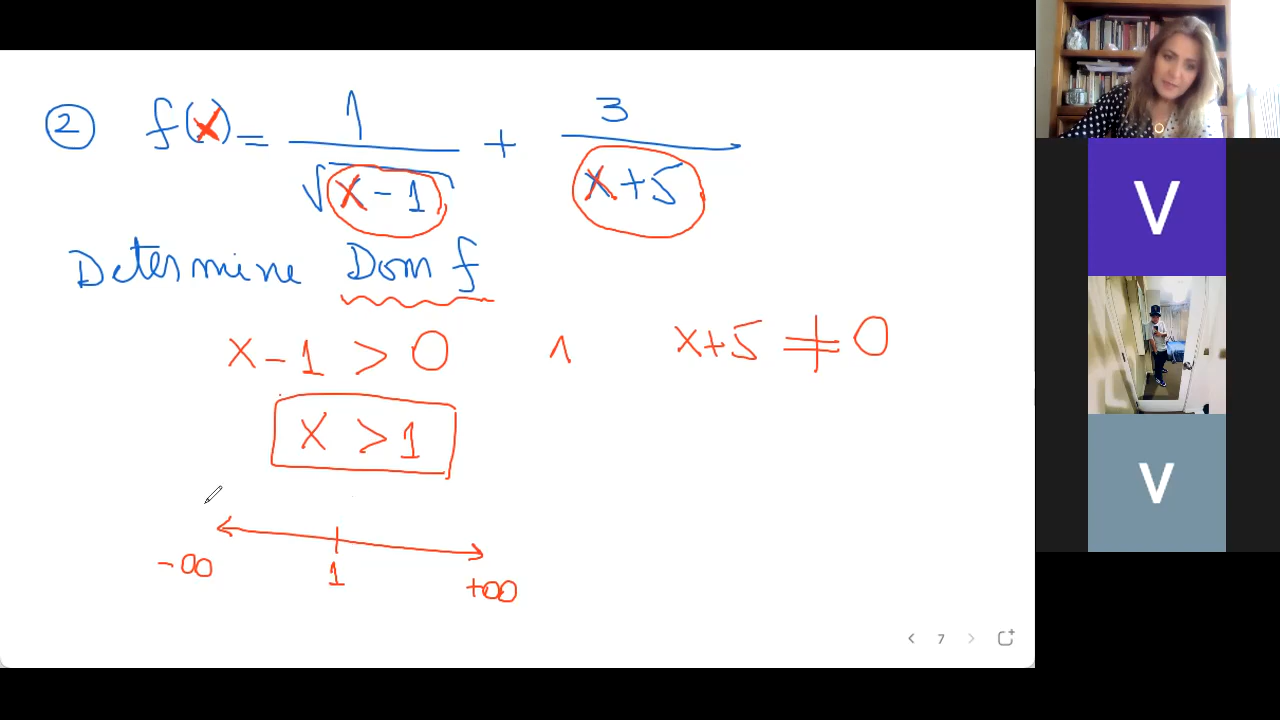 ② f(x) = 1/√(x-1) + 3/(x+5)
Determine Dom f
x-1 > 0 ∧ x+5 ≠ 0
x > 1
-∞ 1 +∞
7
V
V